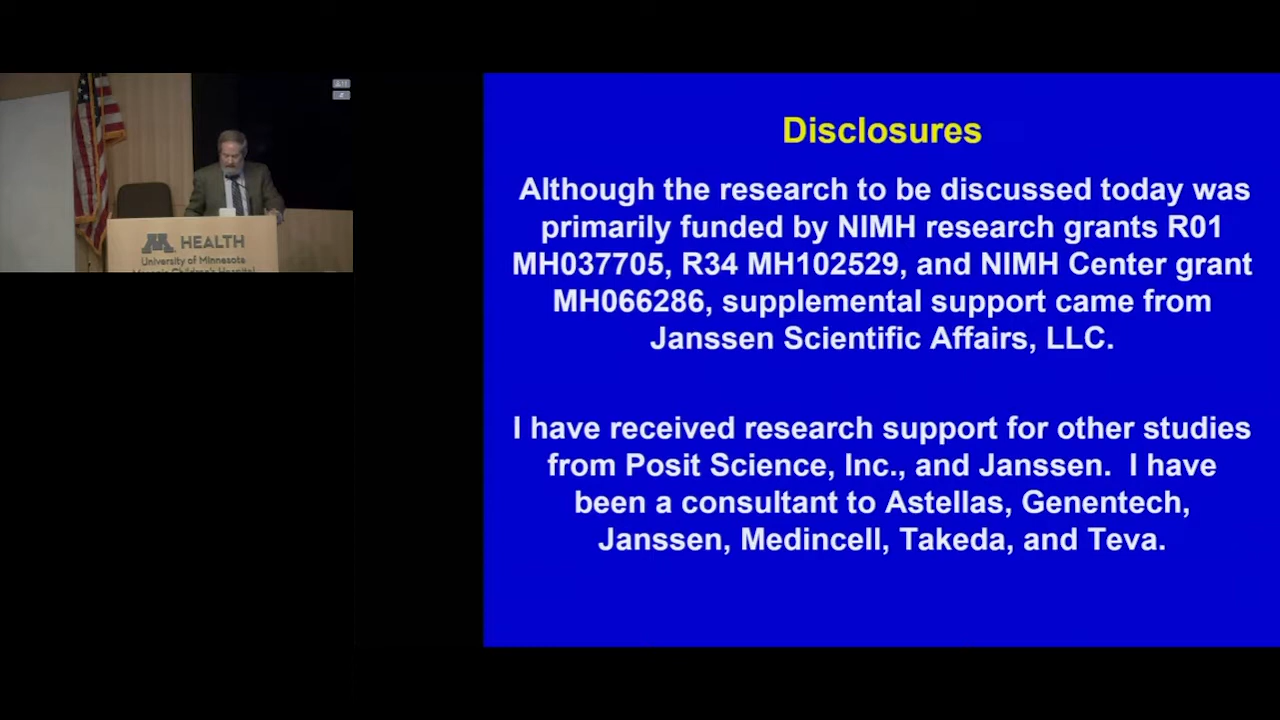 M HEALTH
University of Minnesota
Masonic Children's Hospital
Disclosures
Although the research to be discussed today was
primarily funded by NIMH research grants R01
MH037705, R34 MH102529, and NIMH Center grant
MH066286, supplemental support came from
Janssen Scientific Affairs, LLC.
I have received research support for other studies
from Posit Science, Inc., and Janssen. I have
been a consultant to Astellas, Genentech,
Janssen, Medincell, Takeda, and Teva.